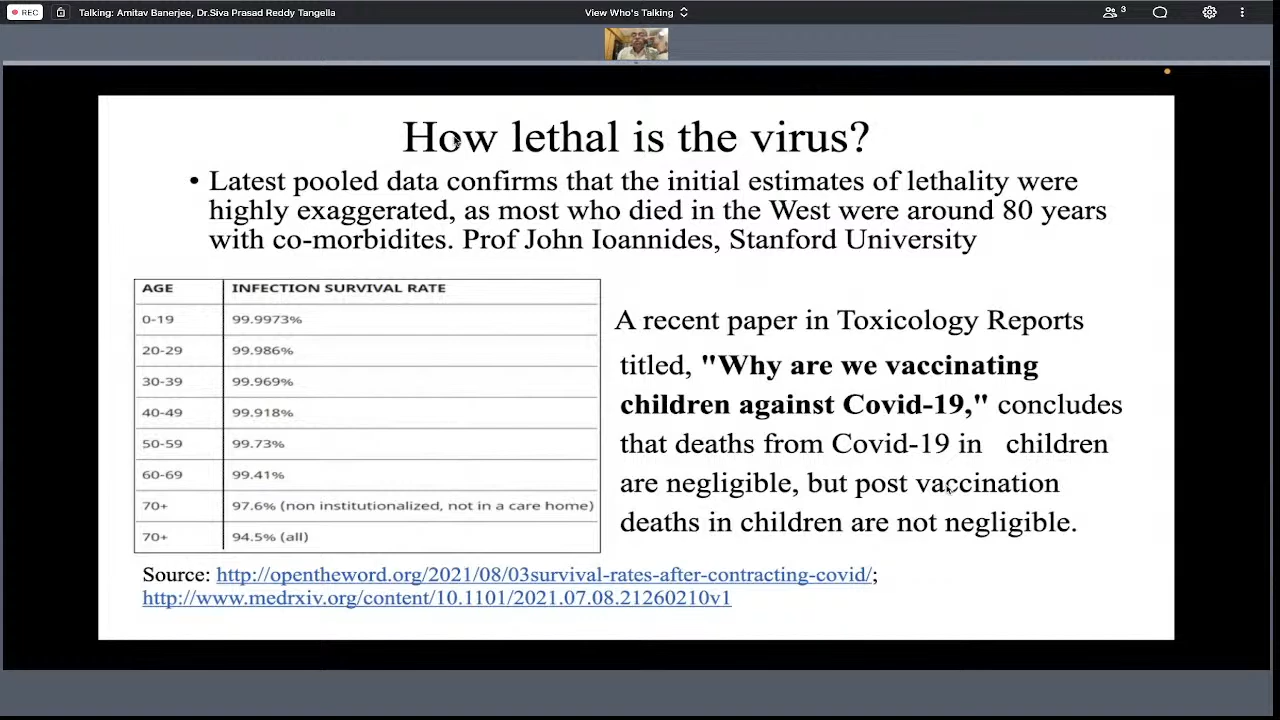 REC
Talking: Amitav Banerjee, Dr.Siva Prasad Reddy Tangella
View Who's Talking
3
How lethal is the virus?
• Latest pooled data confirms that the initial estimates of lethality were
highly exaggerated, as most who died in the West were around 80 years
with co-morbidites. Prof John Ioannides, Stanford University
AGE INFECTION SURVIVAL RATE
0-19 99.9973%
20-29 99.986%
30-39 99.969%
40-49 99.918%
50-59 99.73%
60-69 99.41%
70+ 97.6% (non institutionalized, not in a care home)
70+ 94.5% (all)
A recent paper in Toxicology Reports
titled, "Why are we vaccinating
children against Covid-19," concludes
that deaths from Covid-19 in children
are negligible, but post vaccination
deaths in children are not negligible.
Source: http://opentheword.org/2021/08/03survival-rates-after-contracting-covid/;
http://www.medrxiv.org/content/10.1101/2021.07.08.21260210v1